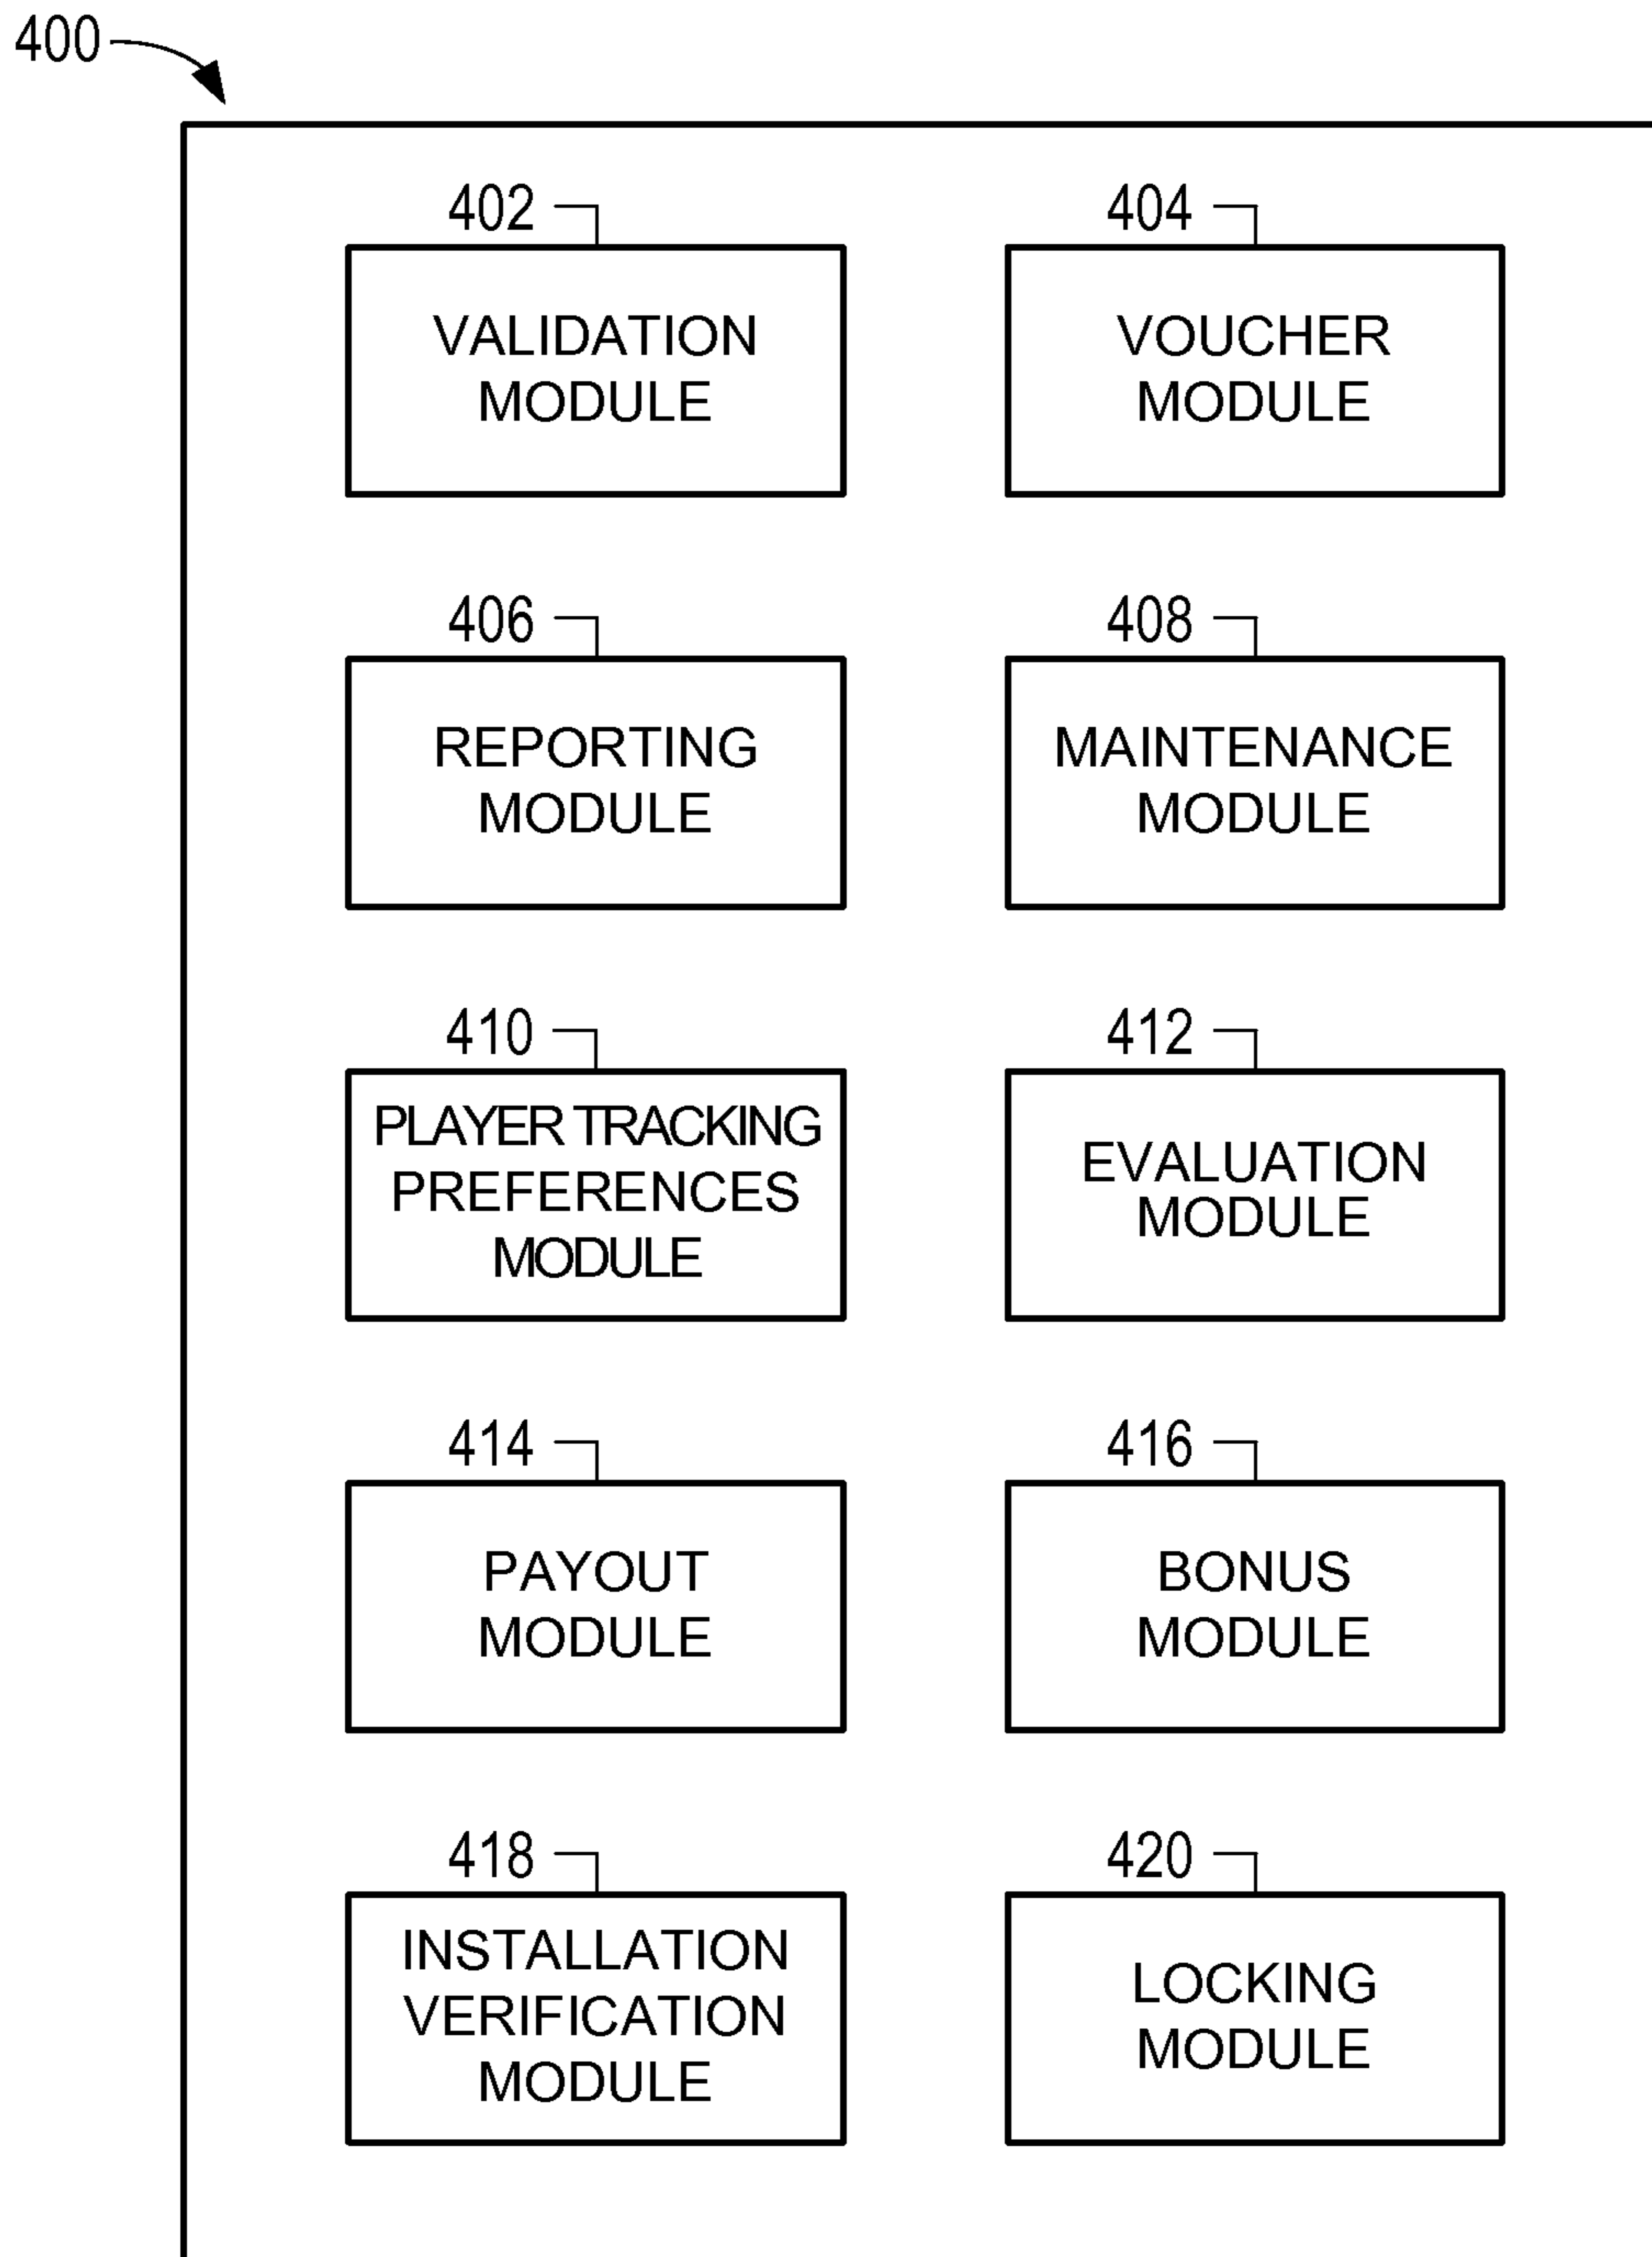 400
402
VALIDATION
MODULE
404
VOUCHER
MODULE
406
REPORTING
MODULE
408
MAINTENANCE
MODULE
410
PLAYER TRACKING
PREFERENCES
MODULE
412
EVALUATION
MODULE
414
PAYOUT
MODULE
416
BONUS
MODULE
418
INSTALLATION
VERIFICATION
MODULE
420
LOCKING
MODULE